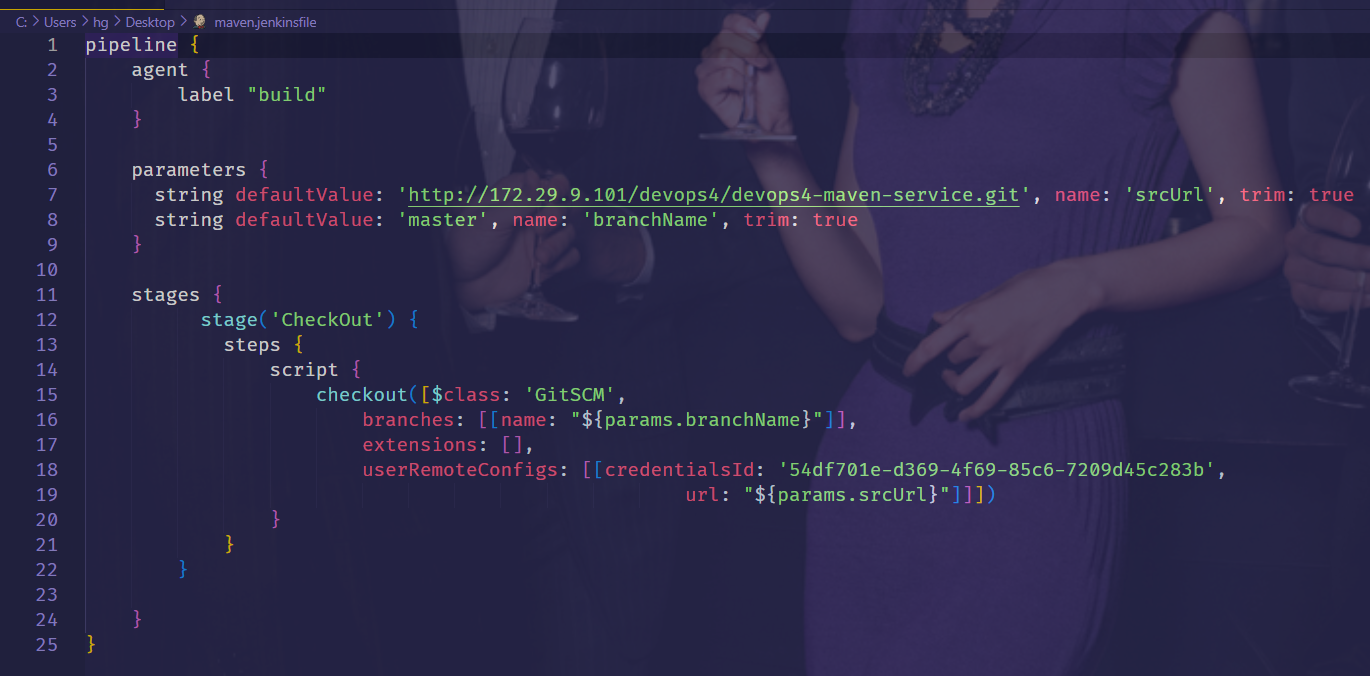 C: > Users > hg > Desktop > maven.jenkinsfile
1 pipeline {
2     agent {
3         label "build"
4     }
5
6     parameters {
7       string defaultValue: 'http://172.29.9.101/devops4/devops4-maven-service.git', name: 'srcUrl', trim: true
8       string defaultValue: 'master', name: 'branchName', trim: true
9     }
10
11     stages {
12           stage('CheckOut') {
13             steps {
14                 script {
15                     checkout([$class: 'GitSCM',
16                         branches: [[name: "${params.branchName}"]],
17                         extensions: [],
18                         userRemoteConfigs: [[credentialsId: '54df701e-d369-4f69-85c6-7209d45c283b',
19                                                     url: "${params.srcUrl}"]]])
20                 }
21             }
22         }
23
24     }
25 }